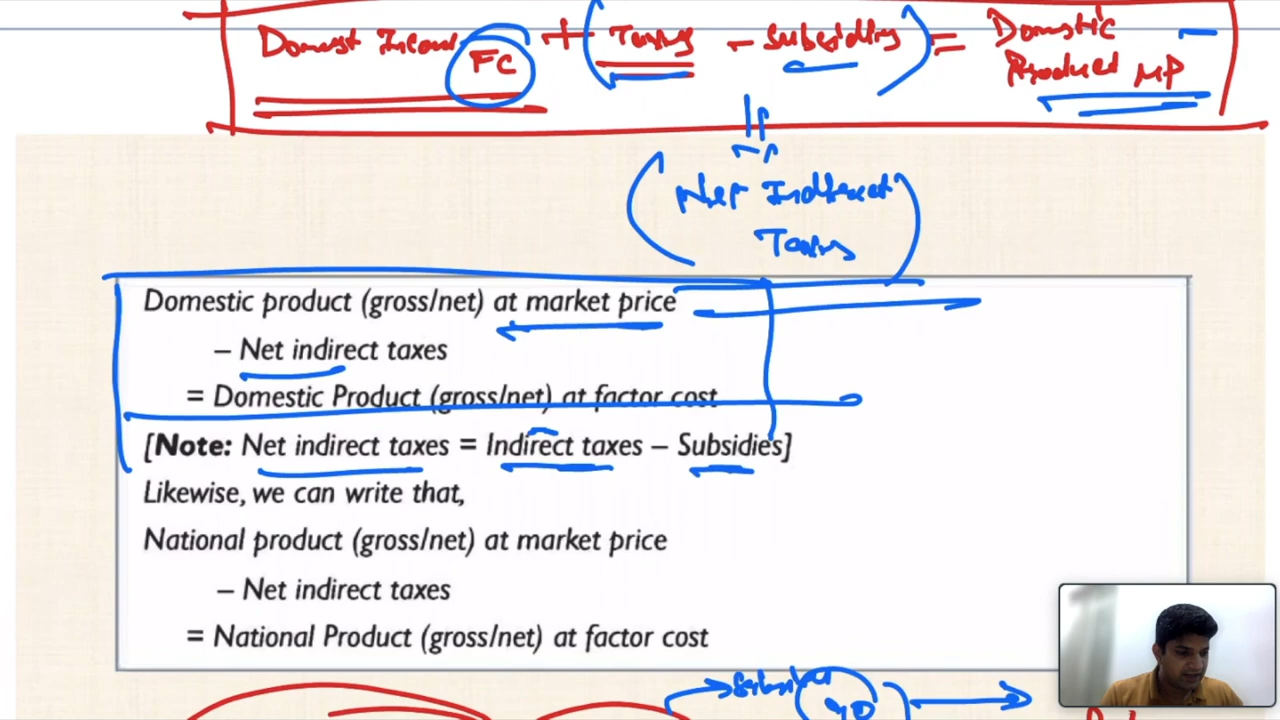 Domest Income FC + (Taxes - Subsidies) = Domestic
Product MP
Net Indirect
Taxes
Domestic product (gross/net) at market price
– Net indirect taxes
= Domestic Product (gross/net) at factor cost
[Note: Net indirect taxes = Indirect taxes – Subsidies]
Likewise, we can write that,
National product (gross/net) at market price
– Net indirect taxes
= National Product (gross/net) at factor cost